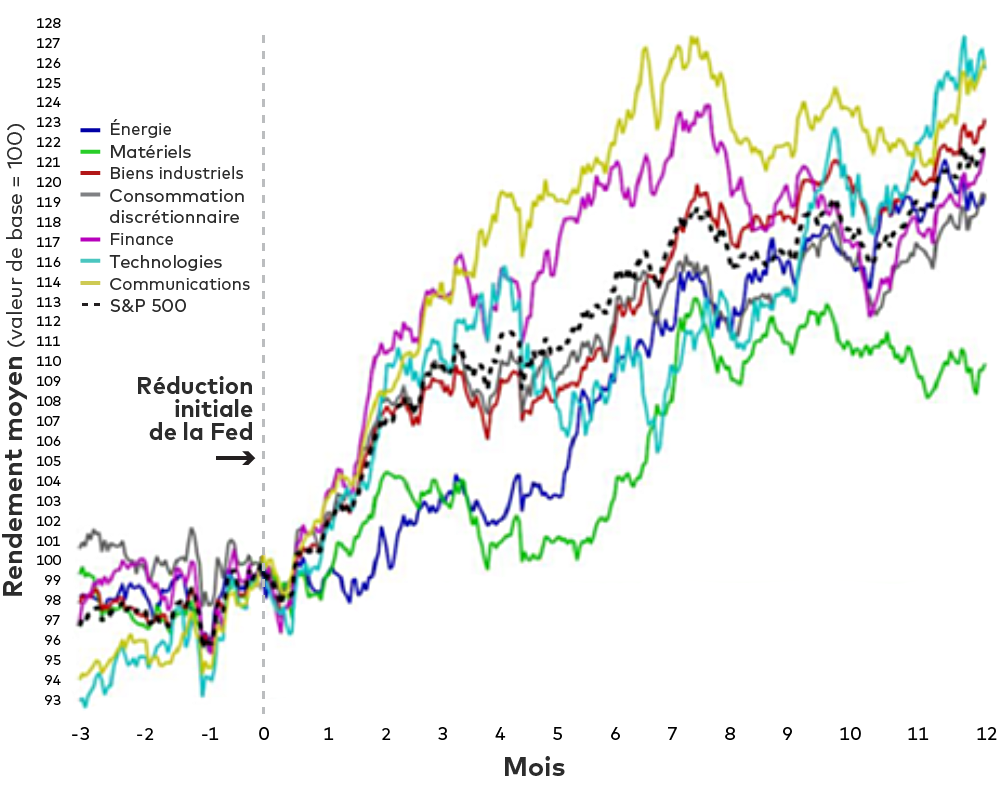 128
127
126
125
124
123
122
121
120
119
118
117
116
114
113
112
111
110
109
108
107
106
105
104
103
102
101
100
99
98
97
96
95
94
93
Rendement moyen (valeur de base = 100)
Énergie
Matériels
Biens industriels
Consommation
discrétionnaire
Finance
Technologies
Communications
S&P 500
Réduction
initiale
de la Fed
-3 -2 -1 0 1 2 3 4 5 6 7 8 9 10 11 12
Mois